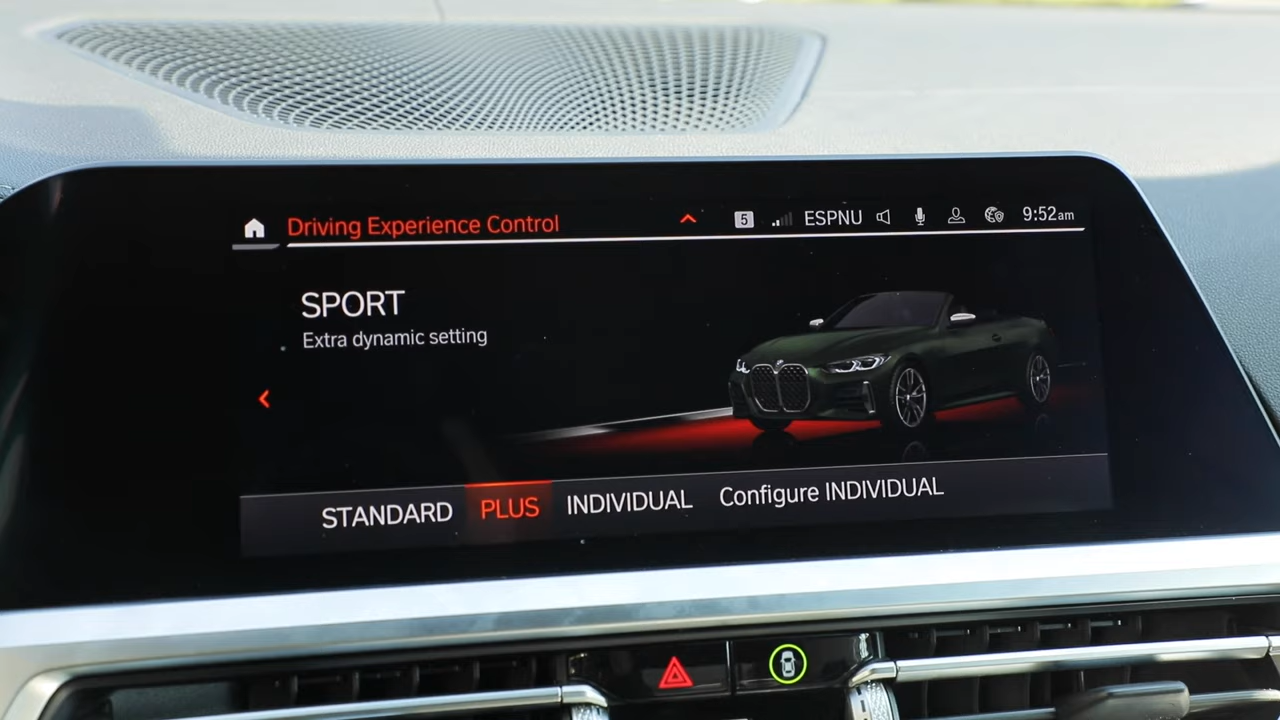 Driving Experience Control
5 ESPNU 9:52am
SPORT
Extra dynamic setting
STANDARD PLUS INDIVIDUAL Configure INDIVIDUAL